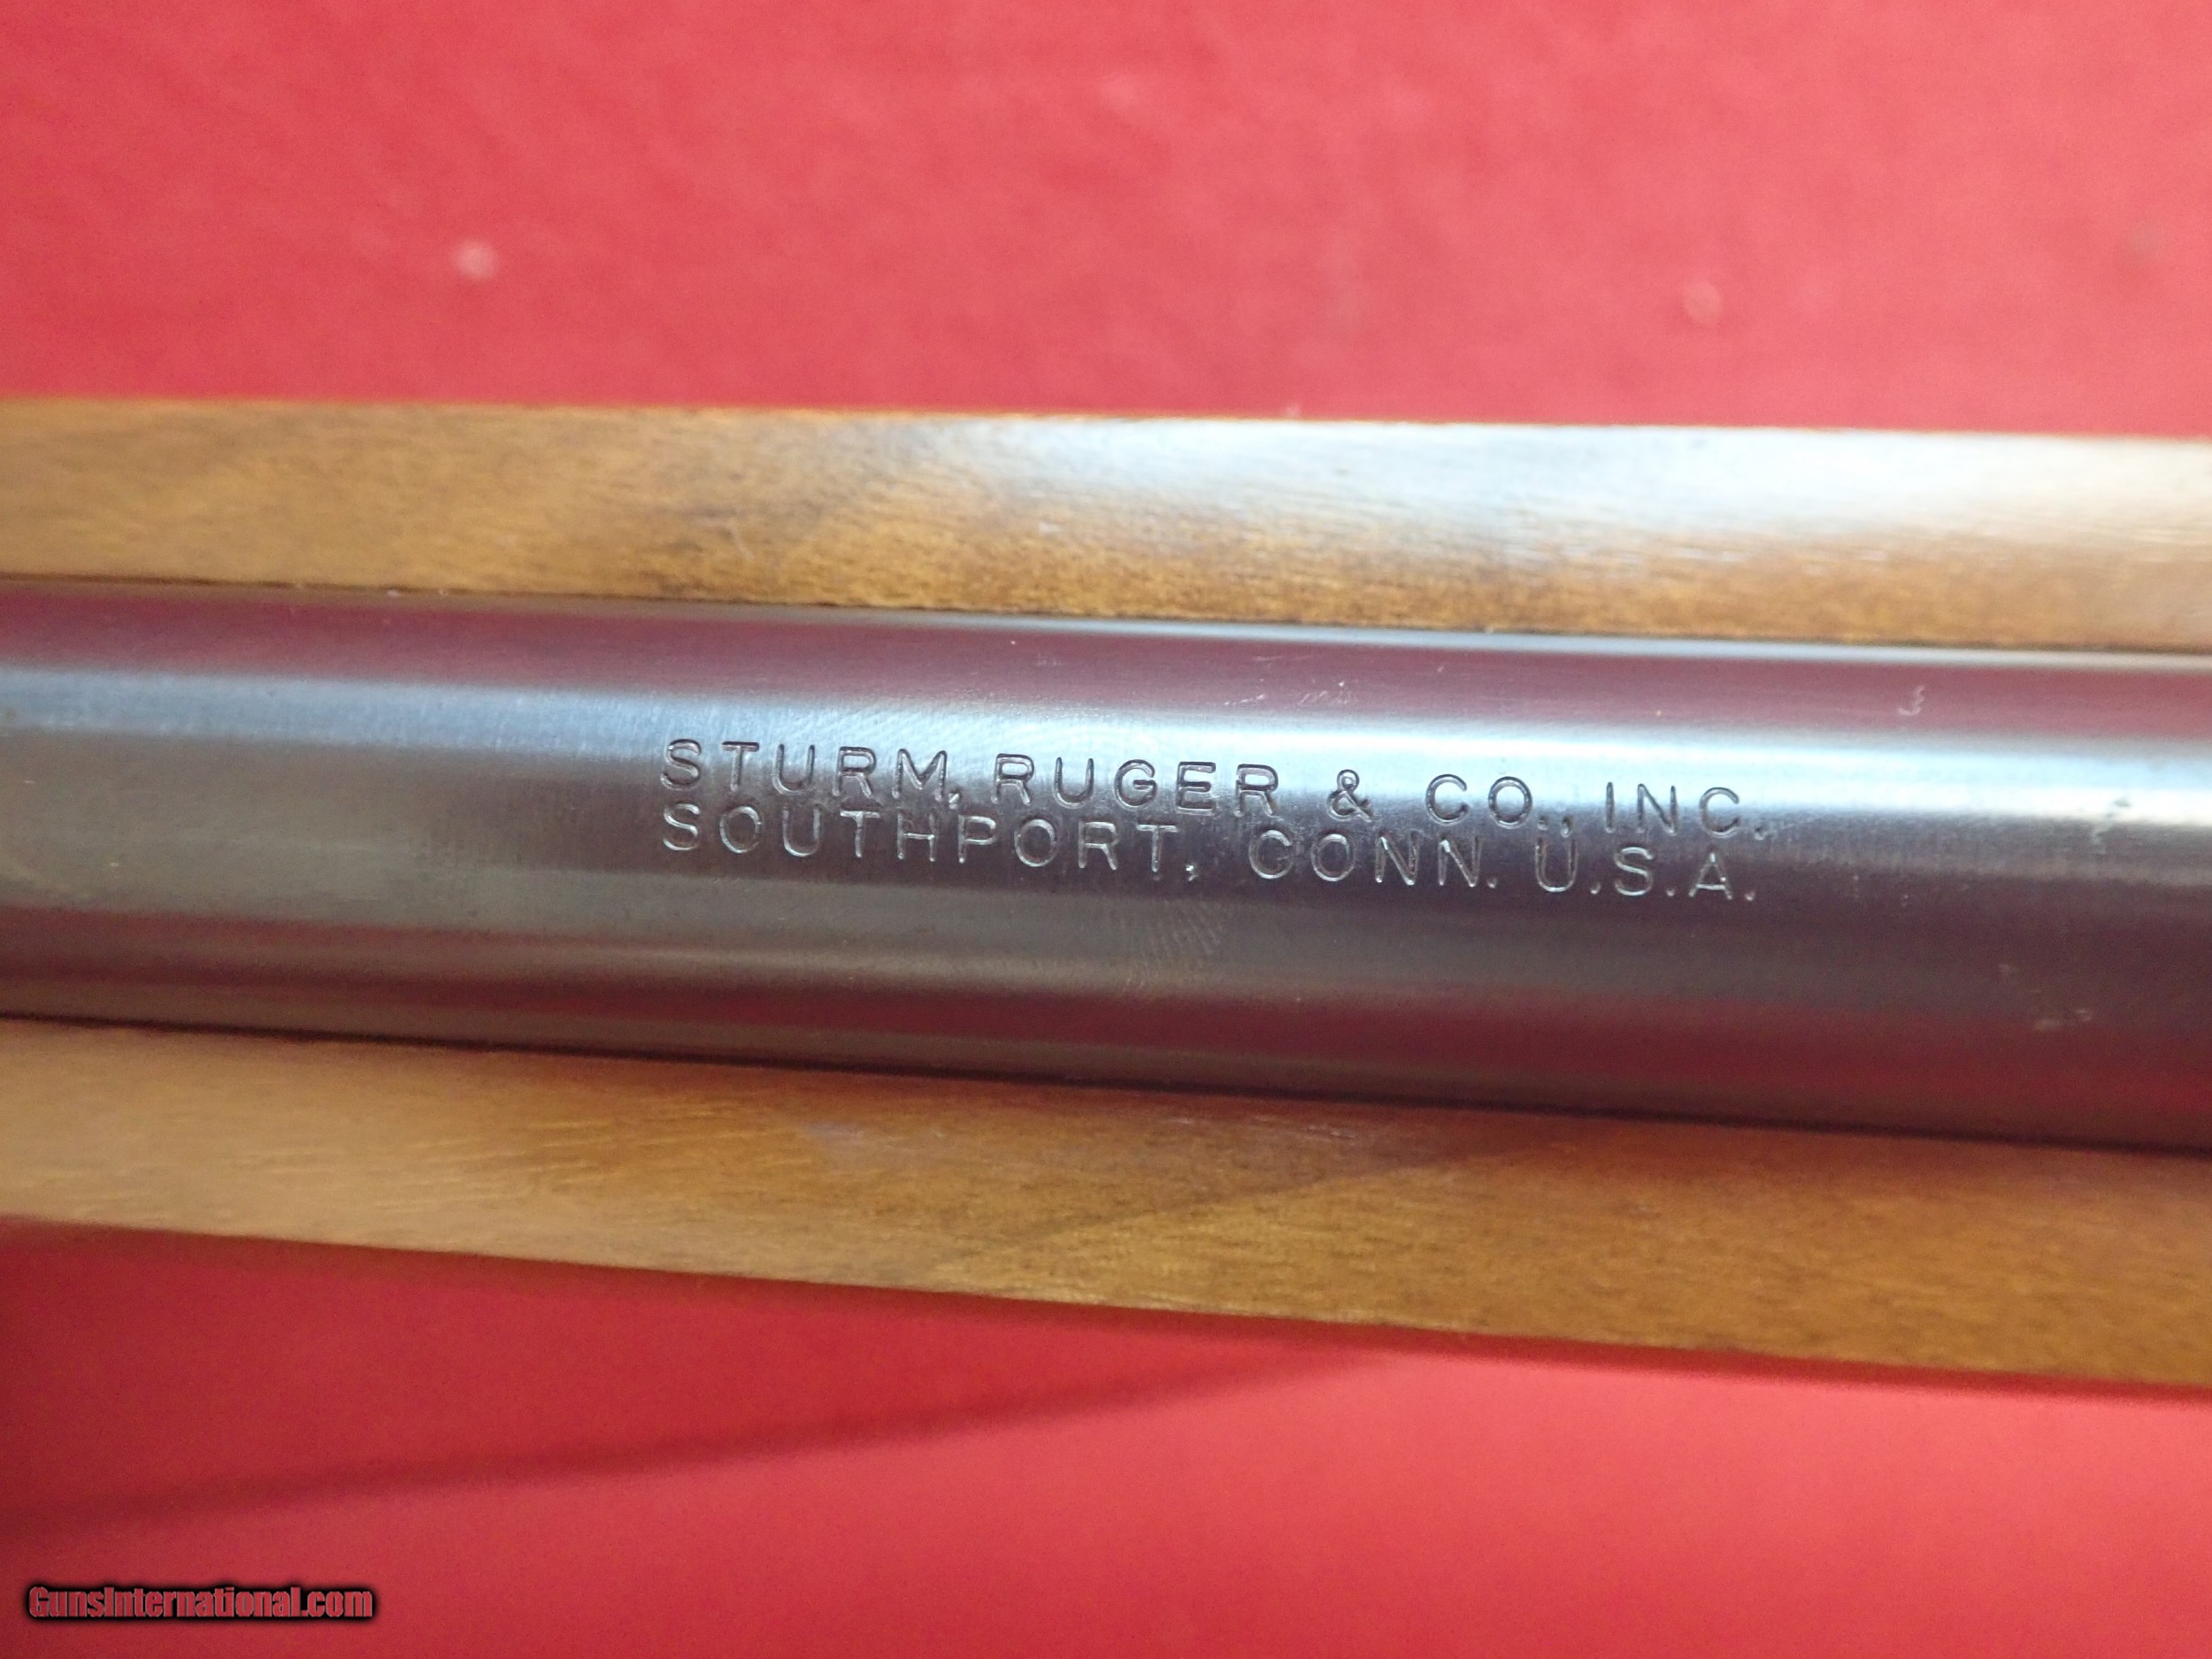 STURM, RUGER & CO., INC.
SOUTHPORT, CONN. U.S.A.
GunsInternational.com